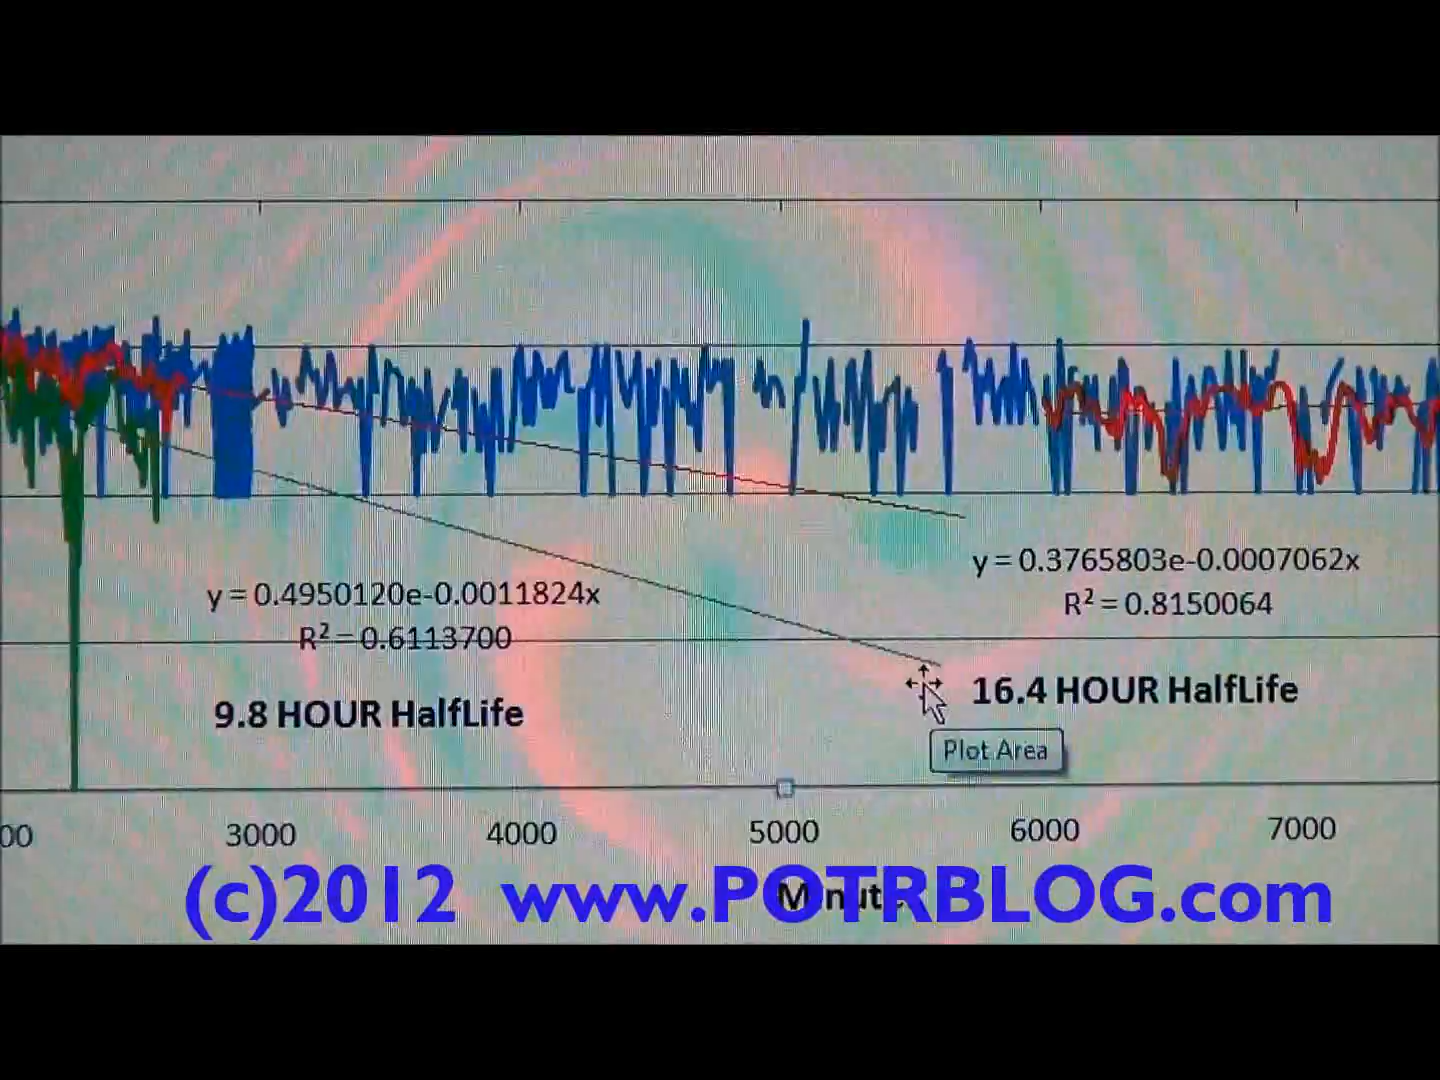 y = 0.4950120e-0.0011824x
R² = 0.6113700
9.8 HOUR HalfLife
y = 0.3765803e-0.0007062x
R² = 0.8150064
16.4 HOUR HalfLife
Plot Area
00 3000 4000 5000 6000 7000
(c)2012 www.POTRBLOG.com